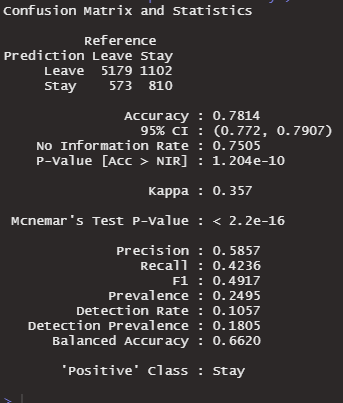 Confusion Matrix and Statistics
Reference
Prediction Leave Stay
Leave 5179 1102
Stay 573 810
Accuracy : 0.7814
95% CI : (0.772, 0.7907)
No Information Rate : 0.7505
P-Value [Acc > NIR] : 1.204e-10
Kappa : 0.357
Mcnemar's Test P-Value : < 2.2e-16
Precision : 0.5857
Recall : 0.4236
F1 : 0.4917
Prevalence : 0.2495
Detection Rate : 0.1057
Detection Prevalence : 0.1805
Balanced Accuracy : 0.6620
'Positive' Class : Stay
>